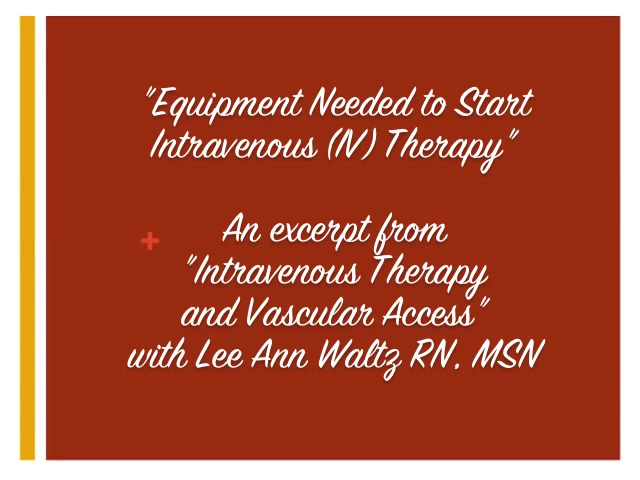 "Equipment Needed to Start
Intravenous (IV) Therapy"
An excerpt from
"Intravenous Therapy
and Vascular Access"
with Lee Ann Waltz RN, MSN